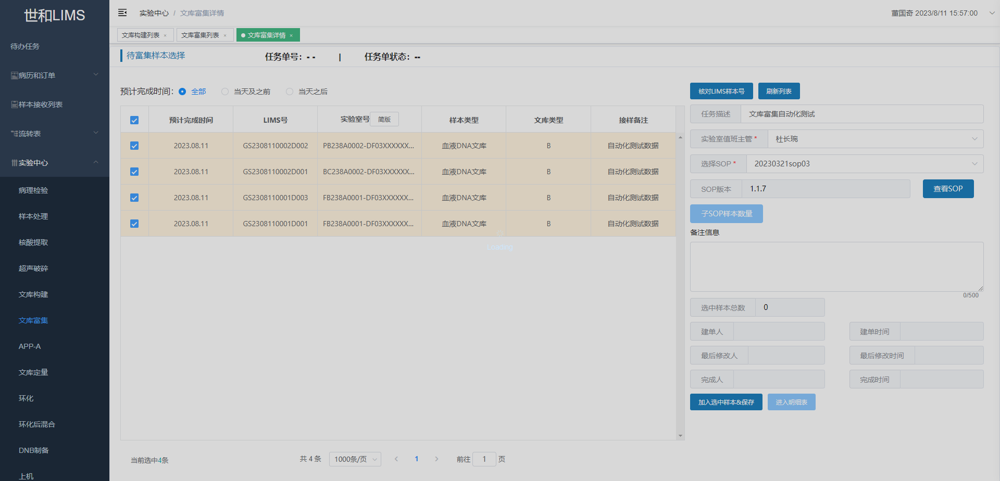 世和LIMS
实验中心 / 文库富集详情
董国奇 2023/8/11 15:57:00
文库构建列表 ×
文库富集列表 ×
文库富集详情 ×
待办任务
病历和订单
样本接收列表
流转表
实验中心
病理检验
样本处理
核酸提取
超声破碎
文库构建
文库富集
APP-A
文库定量
环化
环化后混合
DNB制备
上机
待富集样本选择
任务单号：- -
|
任务单状态：--
预计完成时间： 全部 当天及之前 当天之后
预计完成时间 LIMS号 实验室号 简版 样本类型 文库类型 接样备注
2023.08.11 GS2308110002D002 PB238A0002-DF03XXXXXX... 血液DNA文库 B 自动化测试数据
2023.08.11 GS2308110002D001 BC238A0002-DF03XXXXXX... 血液DNA文库 B 自动化测试数据
2023.08.11 GS2308110001D003 FB238A0001-DF03XXXXXX... 血液DNA文库 B 自动化测试数据
2023.08.11 GS2308110001D001 FB238A0001-DF03XXXXXX... 血液DNA文库 B 自动化测试数据
Loading
当前选中4条
共 4 条 1000条/页 1 前往 1 页
核对LIMS样本号 刷新列表
任务描述 文库富集自动化测试
实验室值班主管 * 杜长琬
选择SOP * 20230321sop03
SOP版本 1.1.7 查看SOP
子SOP样本数量
备注信息
0/500
选中样本总数 0
建单人 建单时间
最后修改人 最后修改时间
完成人 完成时间
加入选中样本&保存 进入明细表